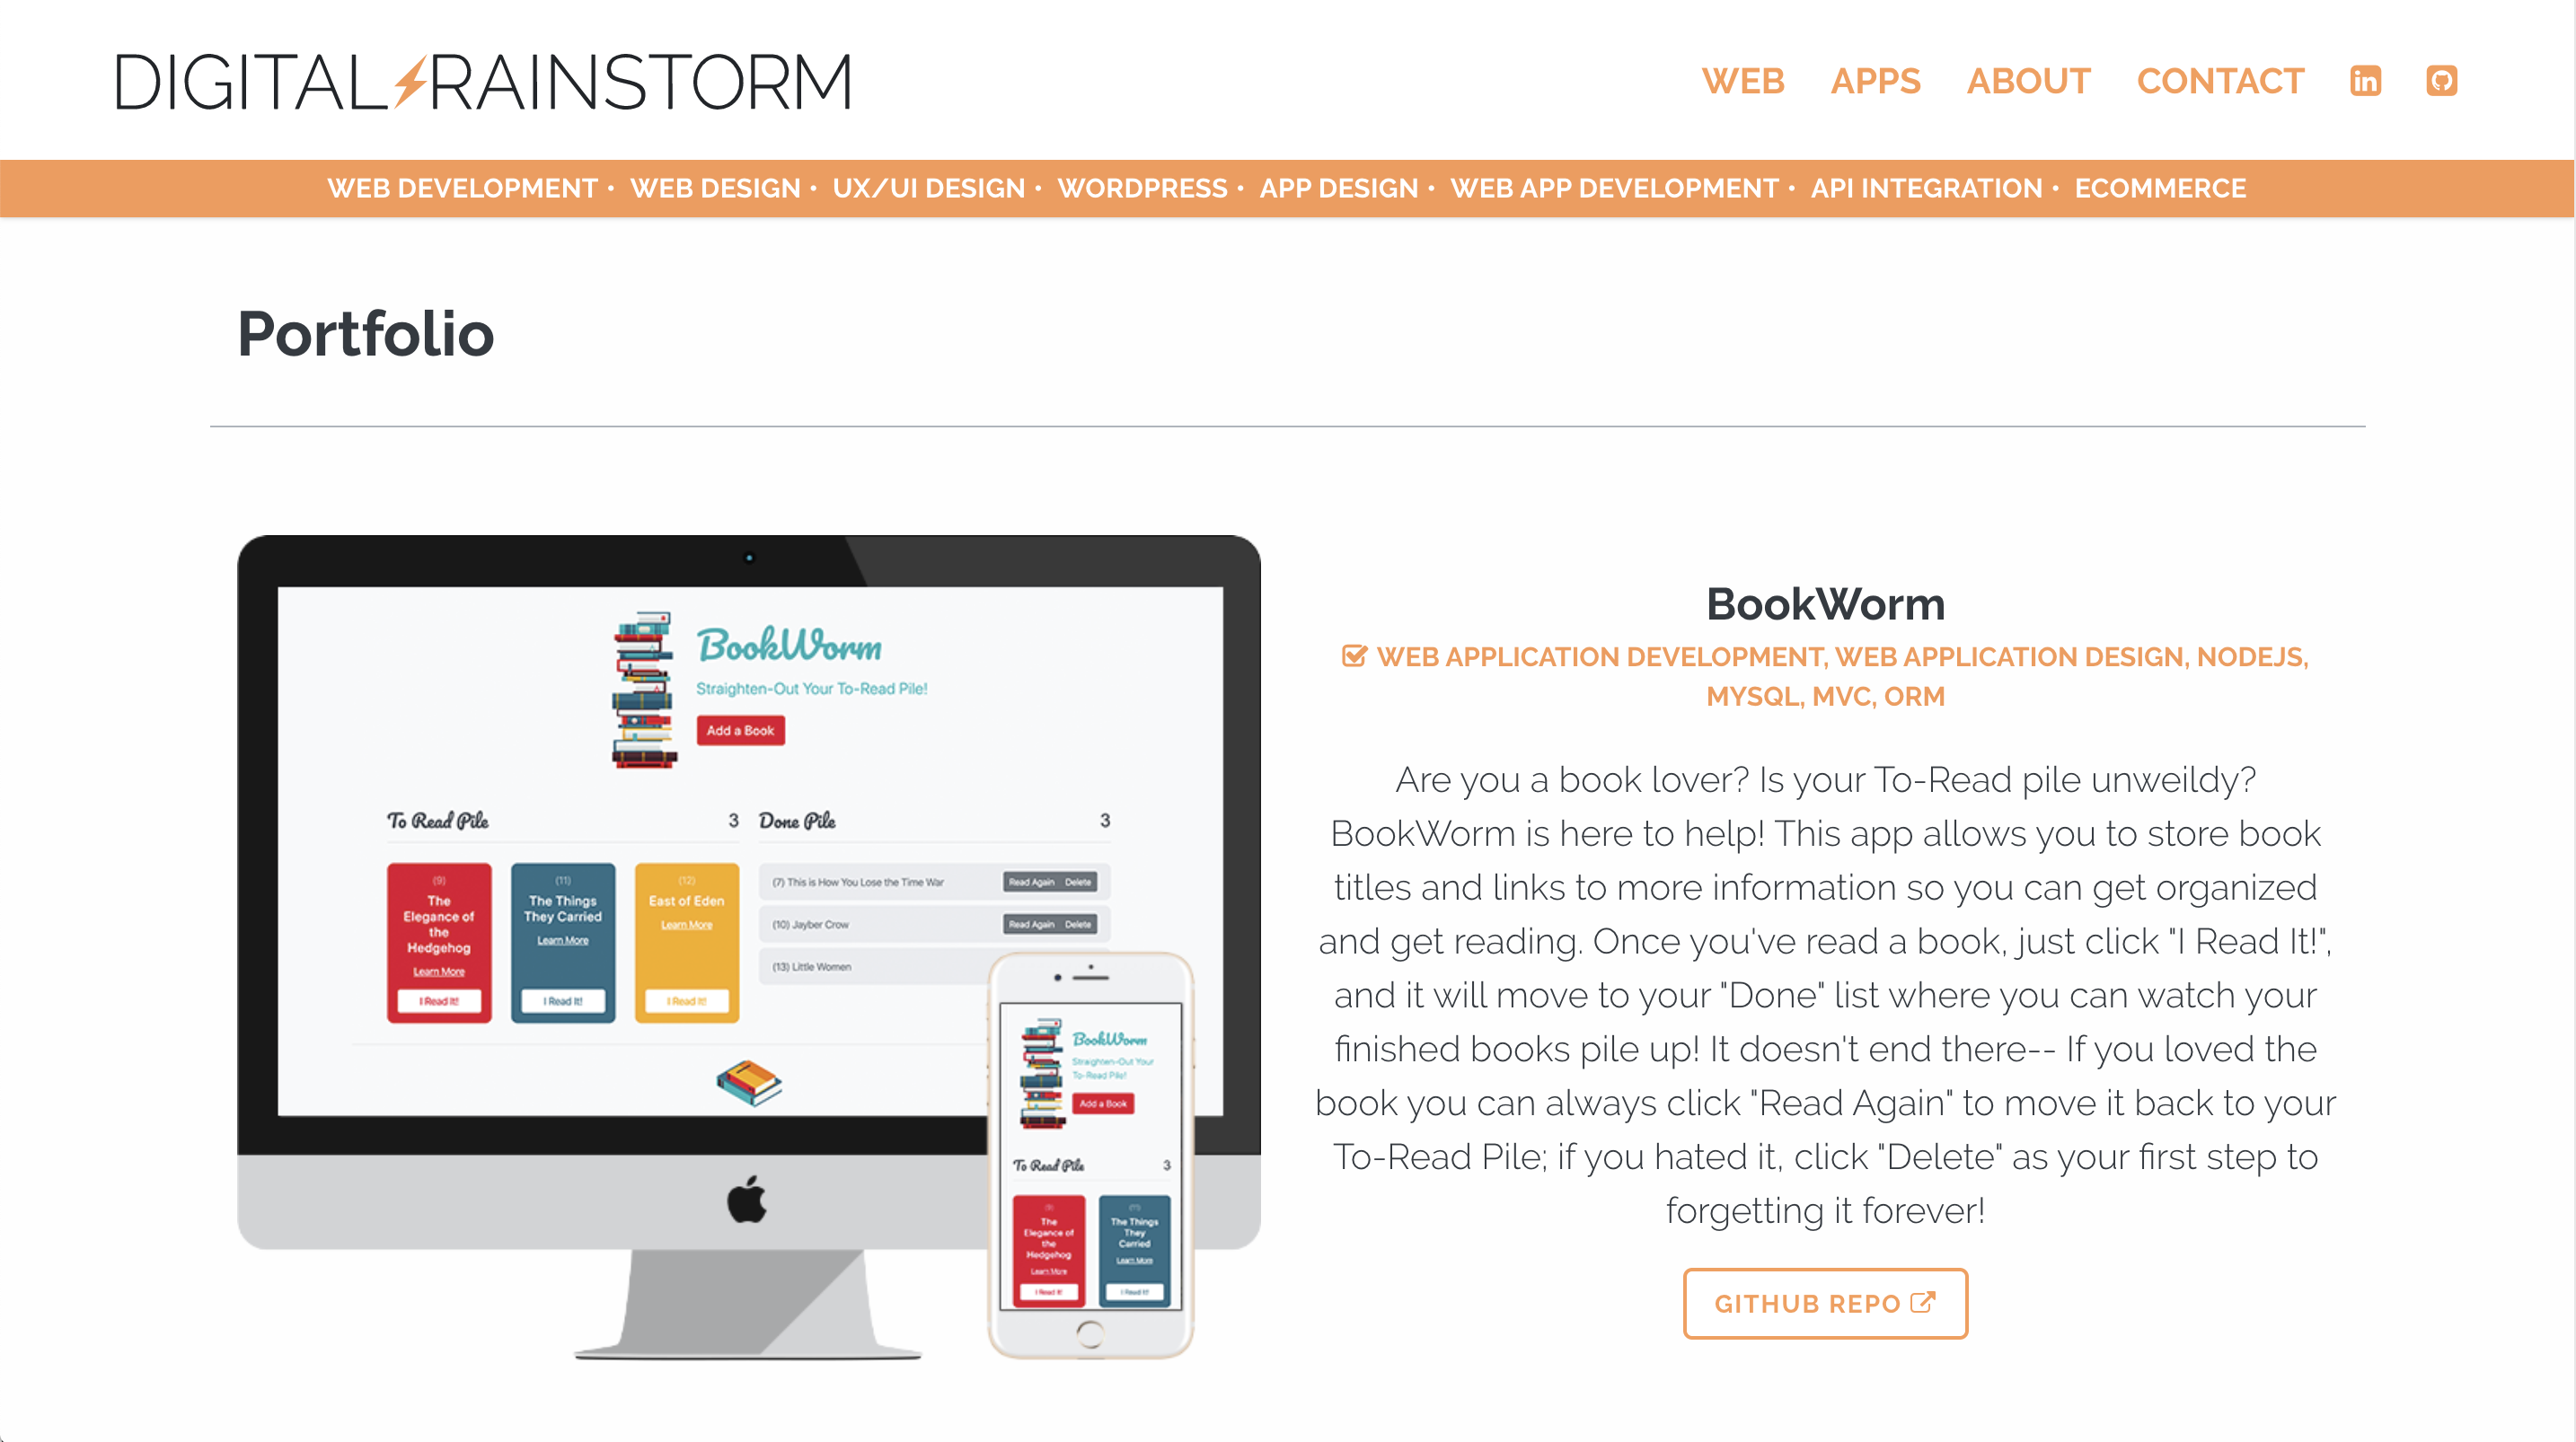 DIGITAL RAINSTORM
WEB APPS ABOUT CONTACT
WEB DEVELOPMENT • WEB DESIGN • UX/UI DESIGN • WORDPRESS • APP DESIGN • WEB APP DEVELOPMENT • API INTEGRATION • ECOMMERCE
Portfolio
BookWorm
Straighten-Out Your To-Read Pile!
Add a Book
To Read Pile 3
(9)
The
Elegance of
the
Hedgehog
Learn More
I Read It!
(11)
The Things
They Carried
Learn More
I Read It!
(12)
East of Eden
Learn More
I Read It!
Done Pile 3
(7) This is How You Lose the Time War Read Again Delete
(10) Jayber Crow Read Again Delete
(13) Little Women
BookWorm
Straighten-Out Your
To-Read Pile!
Add a Book
To Read Pile 3
(9)
The
Elegance of
the
Hedgehog
Learn More
I Read It!
(11)
The Things
They
Carried
Learn More
I Read It!
BookWorm
WEB APPLICATION DEVELOPMENT, WEB APPLICATION DESIGN, NODEJS,
MYSQL, MVC, ORM
Are you a book lover? Is your To-Read pile unweildy?
BookWorm is here to help! This app allows you to store book
titles and links to more information so you can get organized
and get reading. Once you've read a book, just click "I Read It!",
and it will move to your "Done" list where you can watch your
finished books pile up! It doesn't end there-- If you loved the
book you can always click "Read Again" to move it back to your
To-Read Pile; if you hated it, click "Delete" as your first step to
forgetting it forever!
GITHUB REPO